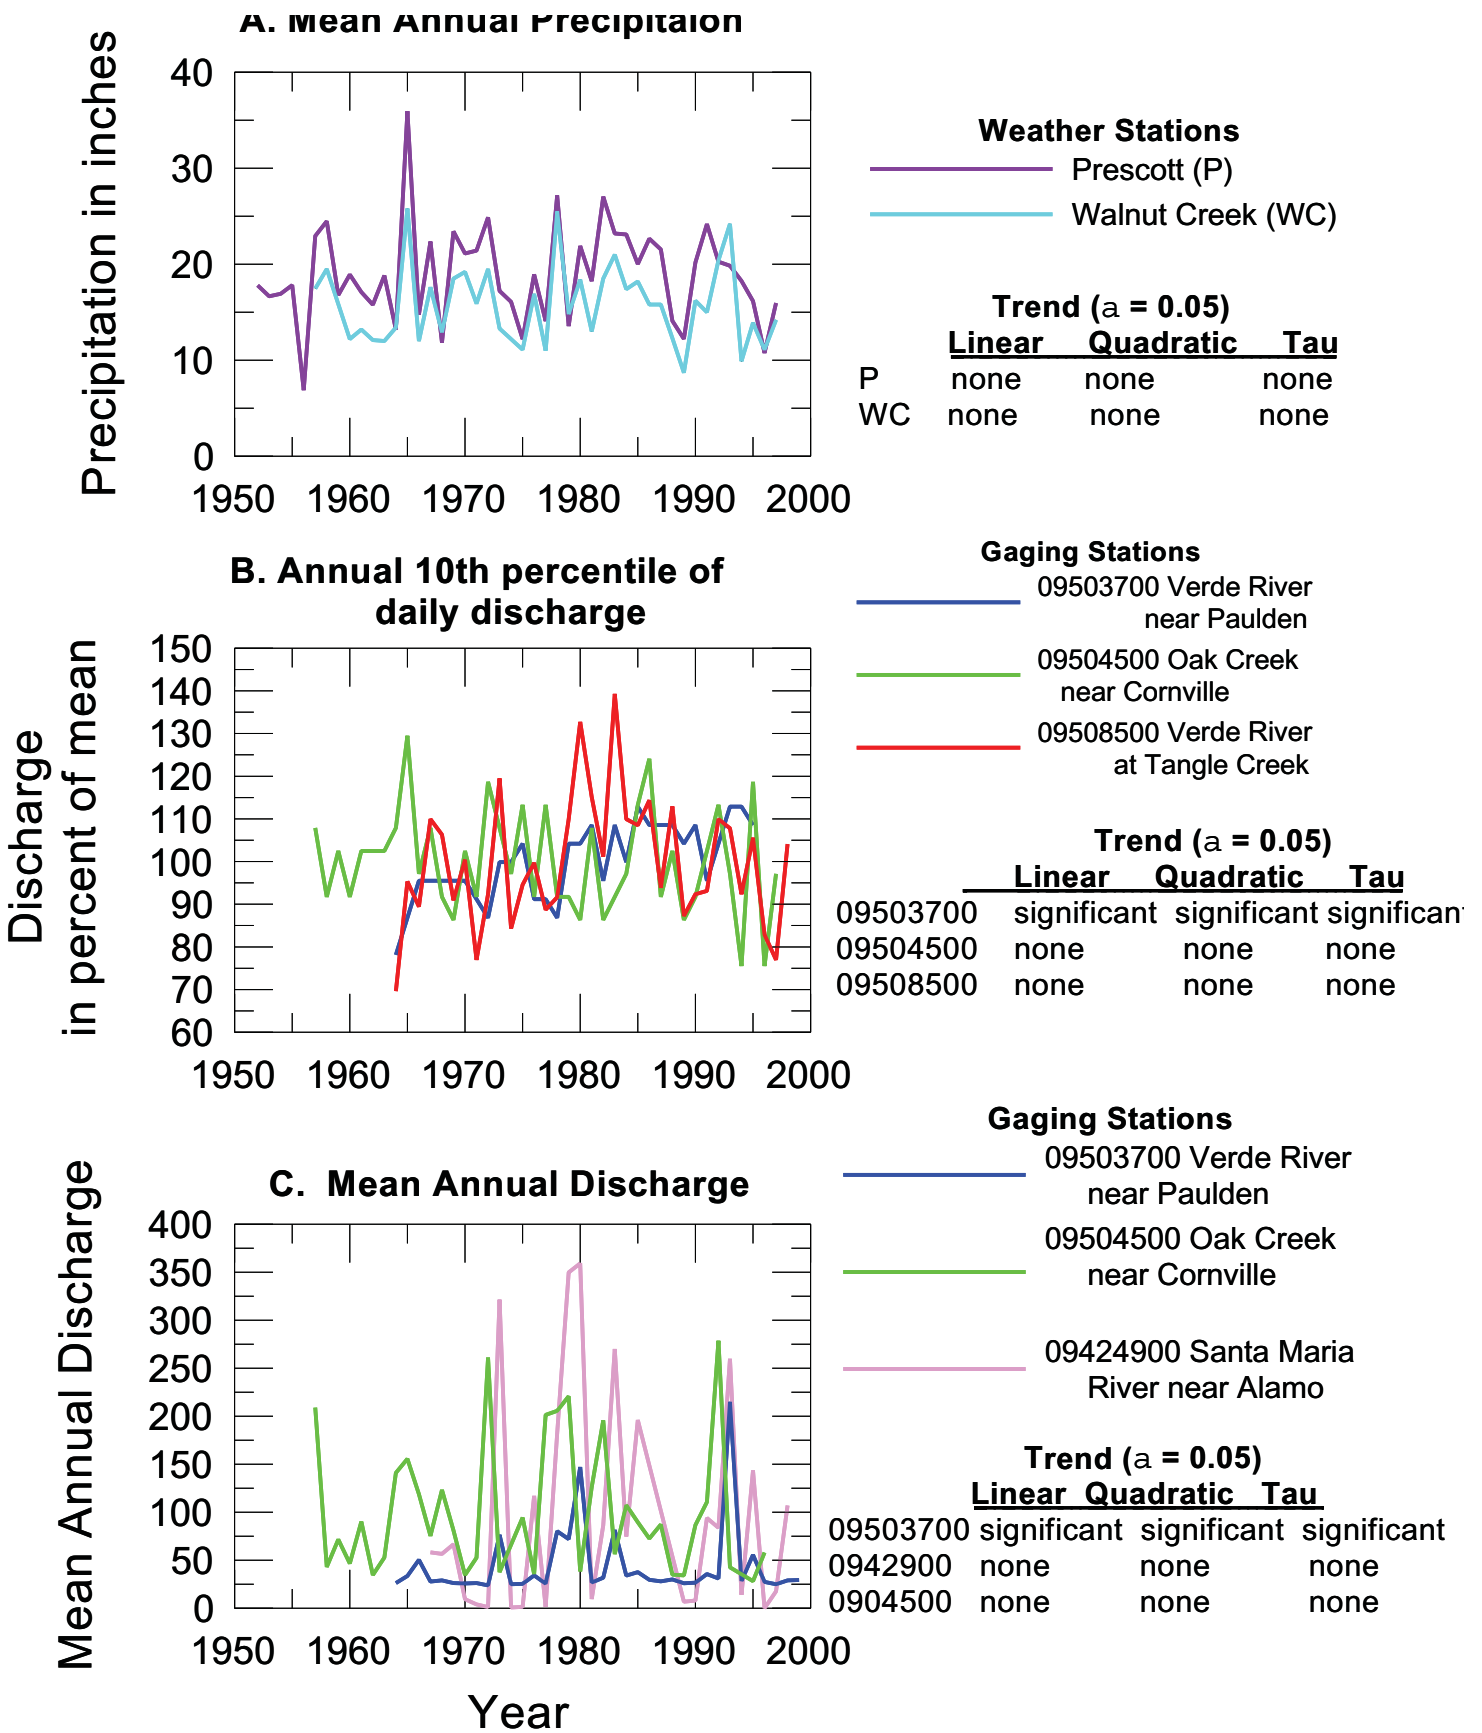 A. Mean Annual Precipitaion
Precipitation in inches
40
30
20
10
0
1950 1960 1970 1980 1990 2000
Weather Stations
Prescott (P)
Walnut Creek (WC)
Trend (a = 0.05)
Linear Quadratic Tau
P none none none
WC none none none
B. Annual 10th percentile of
daily discharge
Discharge
in percent of mean
150
140
130
120
110
100
90
80
70
60
1950 1960 1970 1980 1990 2000
Gaging Stations
09503700 Verde River
near Paulden
09504500 Oak Creek
near Cornville
09508500 Verde River
at Tangle Creek
Trend (a = 0.05)
Linear Quadratic Tau
09503700 significant significant significant
09504500 none none none
09508500 none none none
C. Mean Annual Discharge
Mean Annual Discharge
400
350
300
250
200
150
100
50
0
1950 1960 1970 1980 1990 2000
Year
Gaging Stations
09503700 Verde River
near Paulden
09504500 Oak Creek
near Cornville
09424900 Santa Maria
River near Alamo
Trend (a = 0.05)
Linear Quadratic Tau
09503700 significant significant significant
0942900 none none none
0904500 none none none